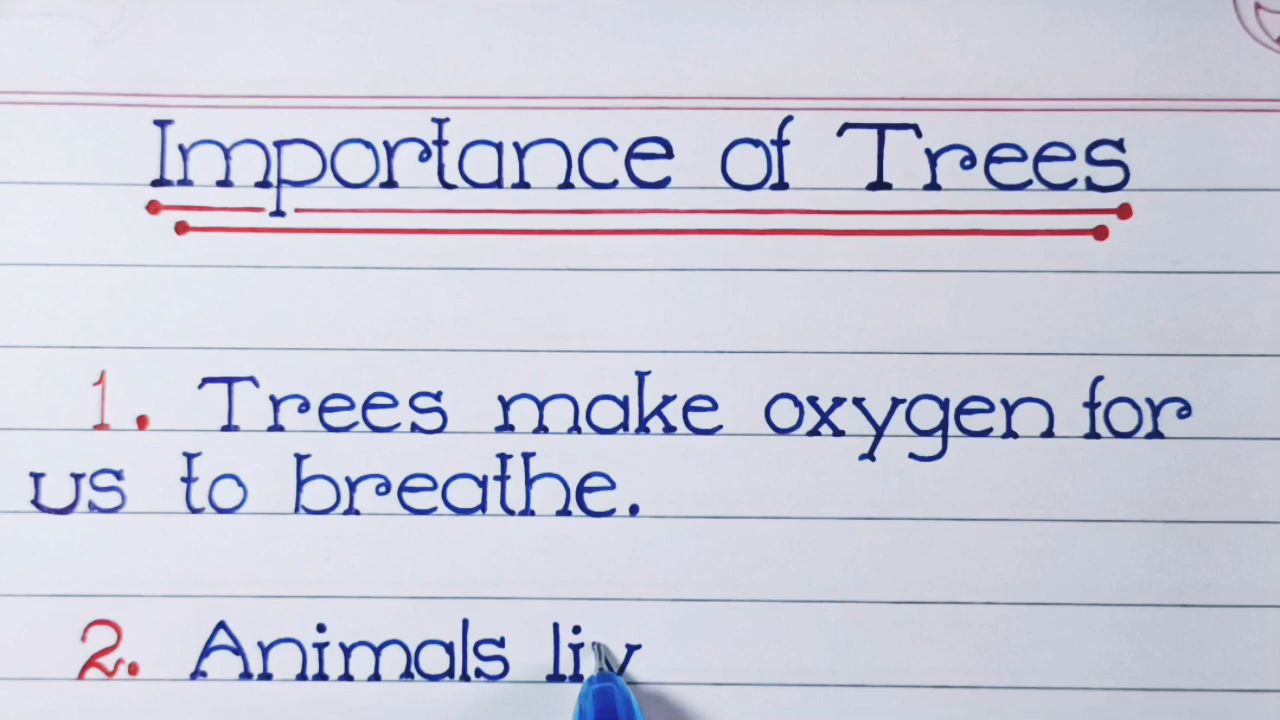 Importance of Trees
1. Trees make oxygen for
us to breathe.
2. Animals liv